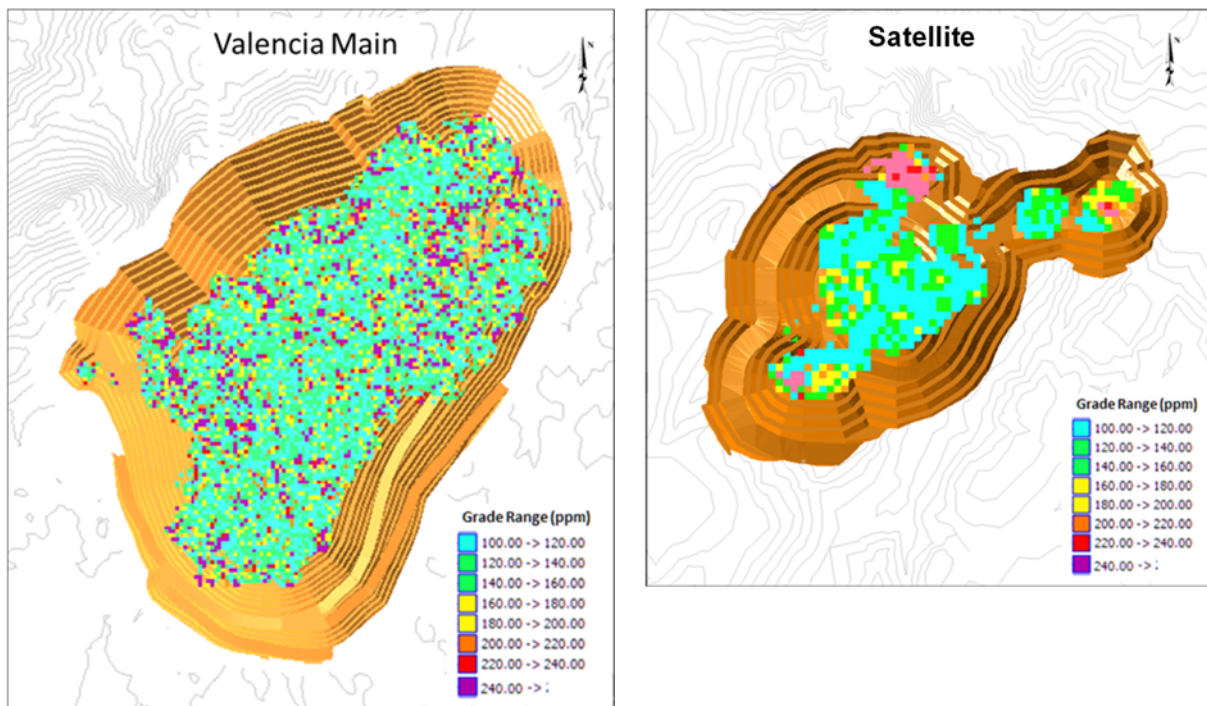 Valencia Main
N
Grade Range (ppm)
100.00 -> 120.00
120.00 -> 140.00
140.00 -> 160.00
160.00 -> 180.00
180.00 -> 200.00
200.00 -> 220.00
220.00 -> 240.00
240.00 -> :
Satellite
N
Grade Range (ppm)
100.00 -> 120.00
120.00 -> 140.00
140.00 -> 160.00
160.00 -> 180.00
180.00 -> 200.00
200.00 -> 220.00
220.00 -> 240.00
240.00 -> :